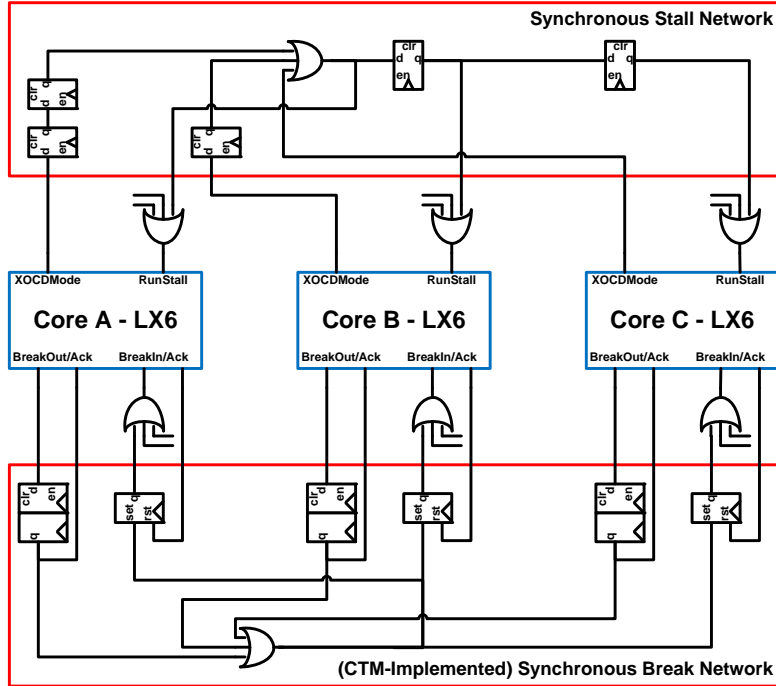 Synchronous Stall Network
clr
d q
en
clr
d q
en
clr
d
q
en
clr
d
q
en
clr
d
q
en
XOCDMode RunStall
Core A - LX6
BreakOut/Ack BreakIn/Ack
XOCDMode RunStall
Core B - LX6
BreakOut/Ack BreakIn/Ack
XOCDMode RunStall
Core C - LX6
BreakOut/Ack BreakIn/Ack
clr
d
en
q
set
q
rst
clr
d
en
q
set
q
rst
clr
d
en
q
set
q
rst
(CTM-Implemented) Synchronous Break Network